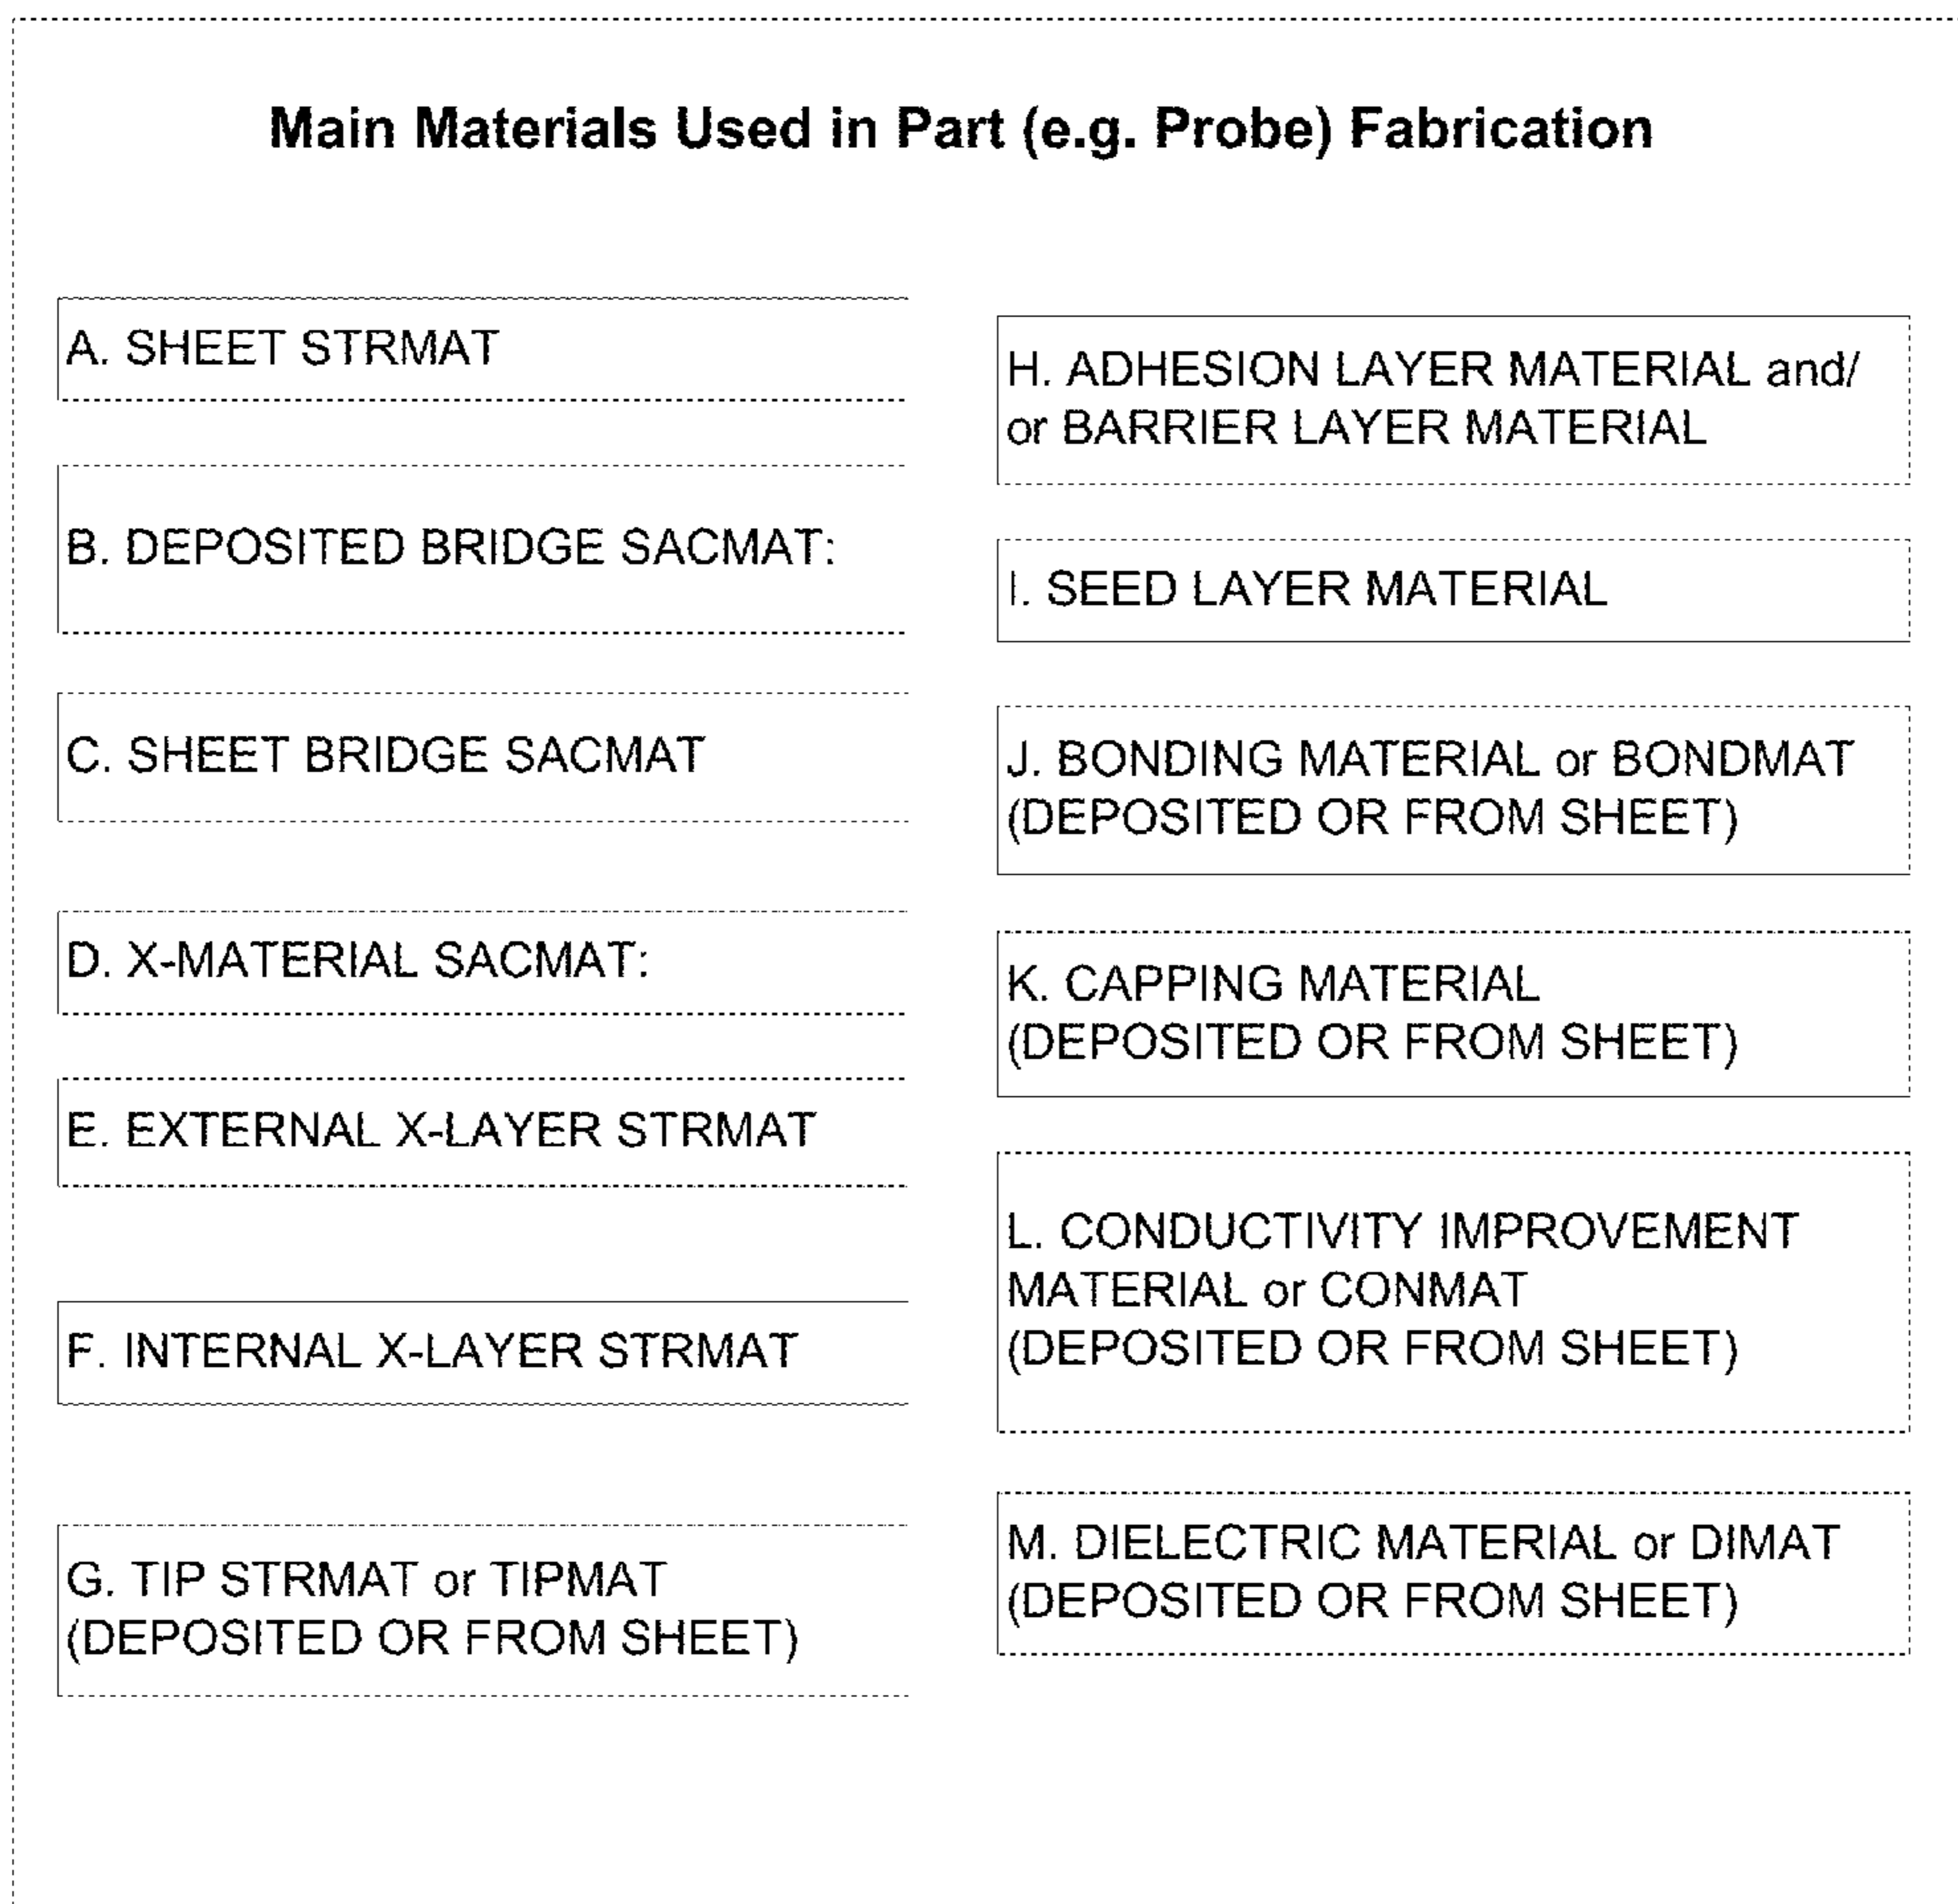 Main Materials Used in Part (e.g. Probe) Fabrication
A. SHEET STRMAT
B. DEPOSITED BRIDGE SACMAT:
C. SHEET BRIDGE SACMAT
D. X-MATERIAL SACMAT:
E. EXTERNAL X-LAYER STRMAT
F. INTERNAL X-LAYER STRMAT
G. TIP STRMAT or TIPMAT
(DEPOSITED OR FROM SHEET)
H. ADHESION LAYER MATERIAL and/
or BARRIER LAYER MATERIAL
I. SEED LAYER MATERIAL
J. BONDING MATERIAL or BONDMAT
(DEPOSITED OR FROM SHEET)
K. CAPPING MATERIAL
(DEPOSITED OR FROM SHEET)
L. CONDUCTIVITY IMPROVEMENT
MATERIAL or CONMAT
(DEPOSITED OR FROM SHEET)
M. DIELECTRIC MATERIAL or DIMAT
(DEPOSITED OR FROM SHEET)